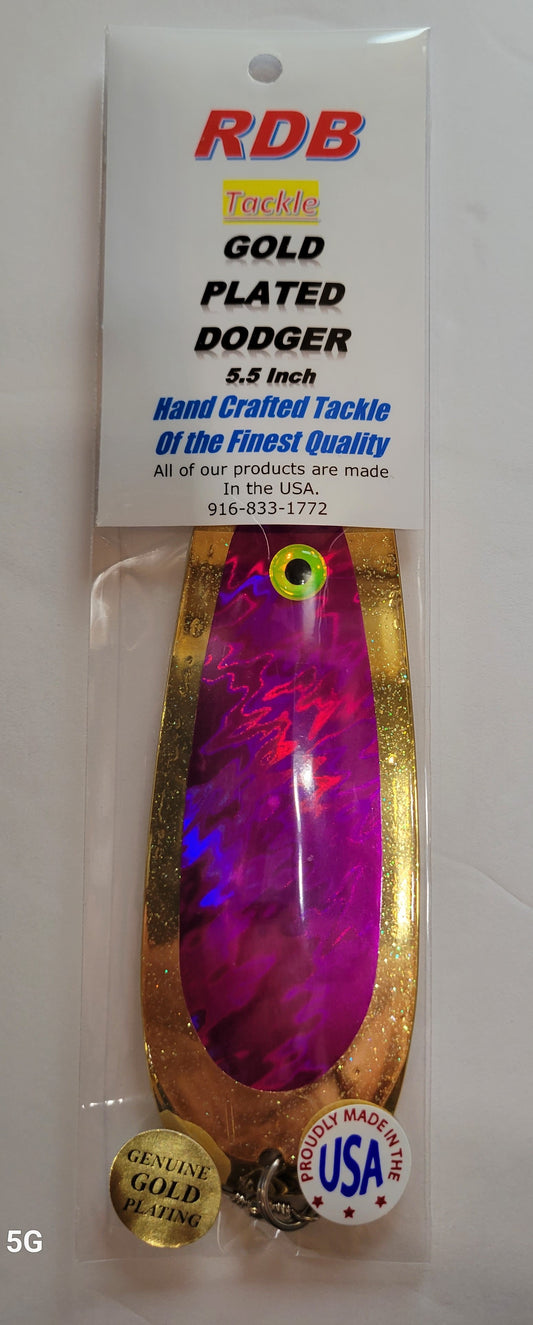 RDB
Tackle
GOLD
PLATED
DODGER
5.5 Inch
Hand Crafted Tackle
Of the Finest Quality
All of our products are made
In the USA.
916-833-1772
GENUINE
GOLD
PLATING
PROUDLY MADE IN THE
USA
5G